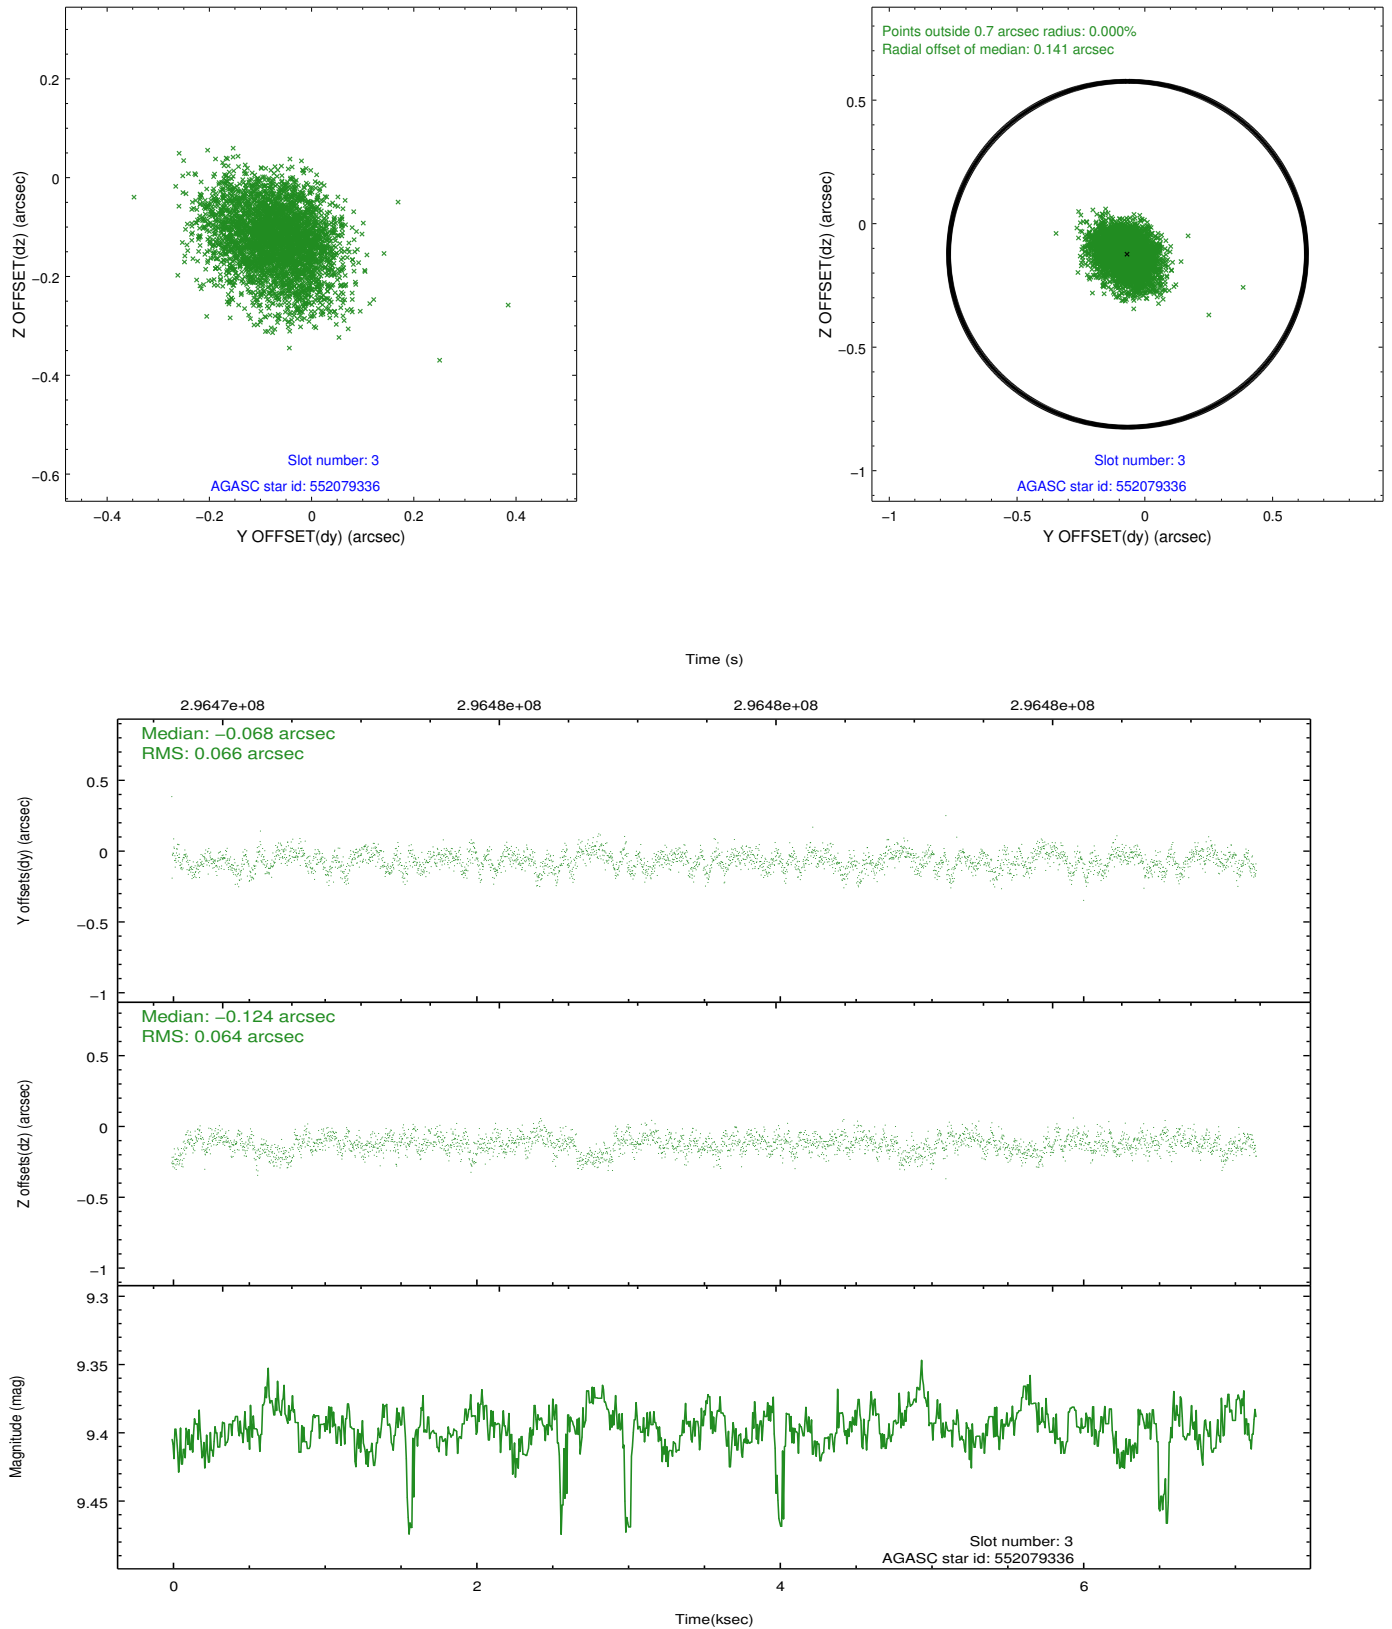 0.2
0
−0.2
−0.4
−0.6
Z OFFSET(dz) (arcsec)
Slot number: 3
AGASC star id: 552079336
−0.4 −0.2 0 0.2 0.4
Y OFFSET(dy) (arcsec)
Points outside 0.7 arcsec radius: 0.000%
Radial offset of median: 0.141 arcsec
0.5
0
−0.5
−1
Z OFFSET(dz) (arcsec)
Slot number: 3
AGASC star id: 552079336
−1 −0.5 0 0.5
Y OFFSET(dy) (arcsec)
Time (s)
2.9647e+08 2.9648e+08 2.9648e+08 2.9648e+08
Median: −0.068 arcsec
RMS: 0.066 arcsec
0.5
0
−0.5
−1
Y offsets(dy) (arcsec)
Median: −0.124 arcsec
RMS: 0.064 arcsec
0.5
0
−0.5
−1
Z offsets(dz) (arcsec)
9.3
9.35
9.4
9.45
Magnitude (mag)
Slot number: 3
AGASC star id: 552079336
0 2 4 6
Time(ksec)